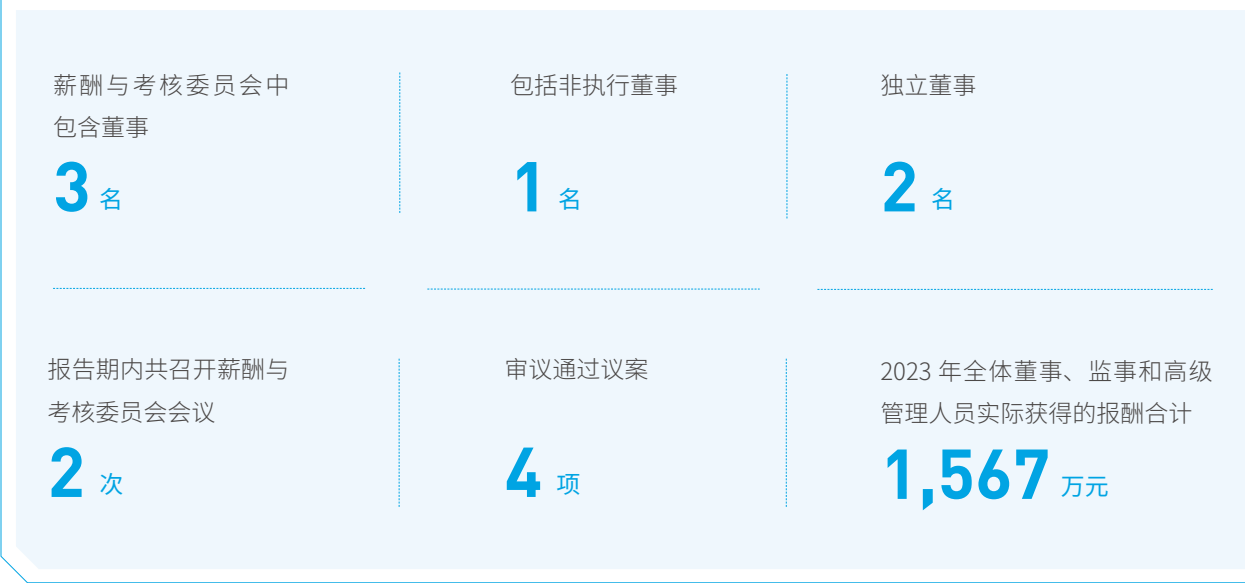 薪酬与考核委员会中
包含董事
3 名
包括非执行董事
1 名
独立董事
2 名
报告期内共召开薪酬与
考核委员会会议
2 次
审议通过议案
4 项
2023 年全体董事、监事和高级
管理人员实际获得的报酬合计
1,567 万元